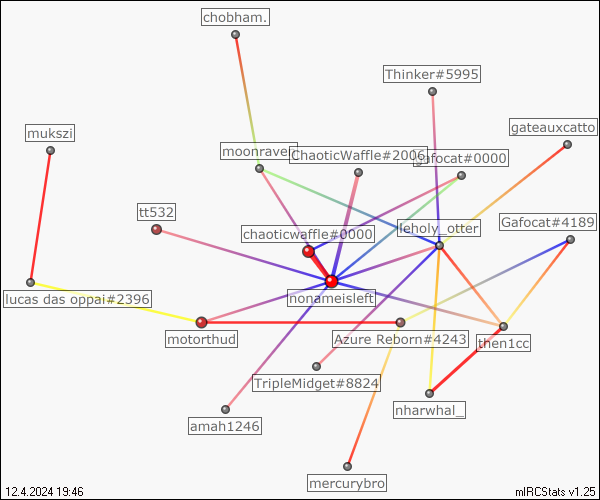 chobham.
Thinker#5995
mukszi
gateauxcatto
moonraven
ChaoticWaffle#2006
Gafocat#0000
tt532
chaoticwaffle#0000
leholy_otter
Gafocat#4189
lucas das oppai#2396
nonameisleft
motorthud
Azure Reborn#4243
then1cc
TripleMidget#8824
nharwhal_
amah1246
mercurybro
12.4.2024 19:46
mIRCStats v1.25